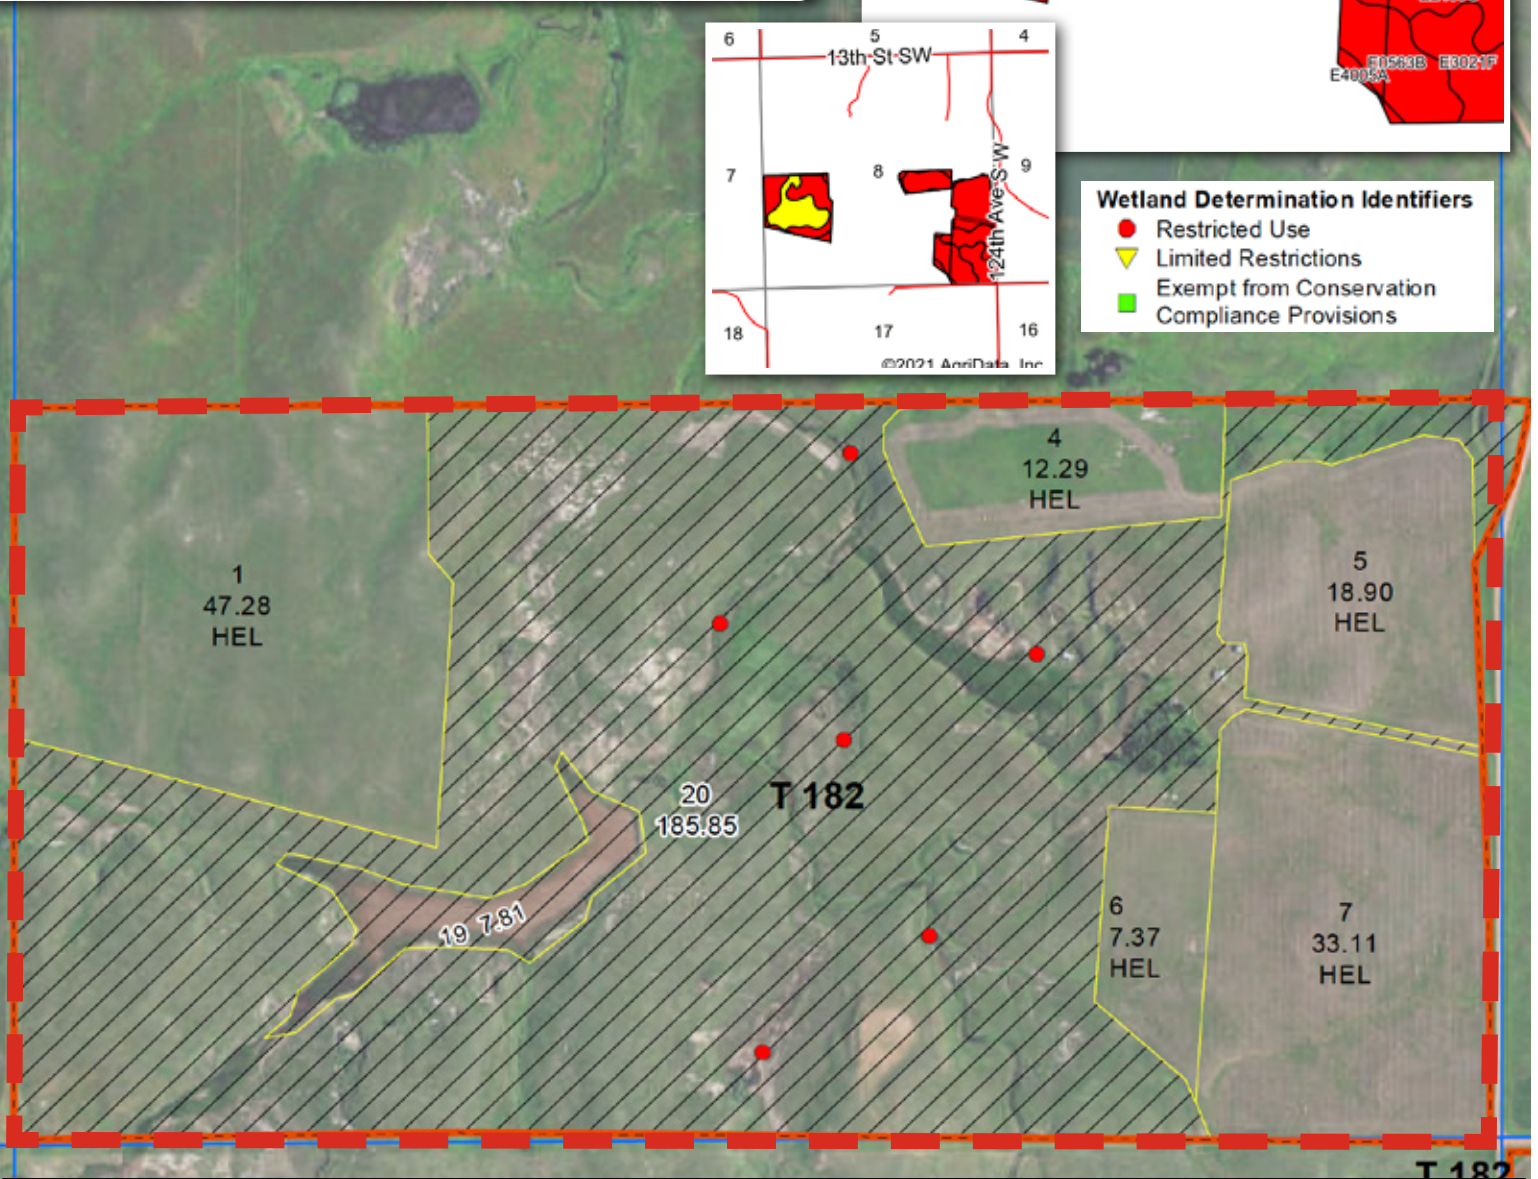 E0563B
E3021F
E4005A
6
5
4
13th St SW
7
8
9
124th Ave SW
18
17
16
©2021 AgriData, Inc
Wetland Determination Identifiers
Restricted Use
Limited Restrictions
Exempt from Conservation
Compliance Provisions
1
47.28
HEL
4
12.29
HEL
5
18.90
HEL
20
185.85
T 182
19 7.81
6
7.37
HEL
7
33.11
HEL
T 182